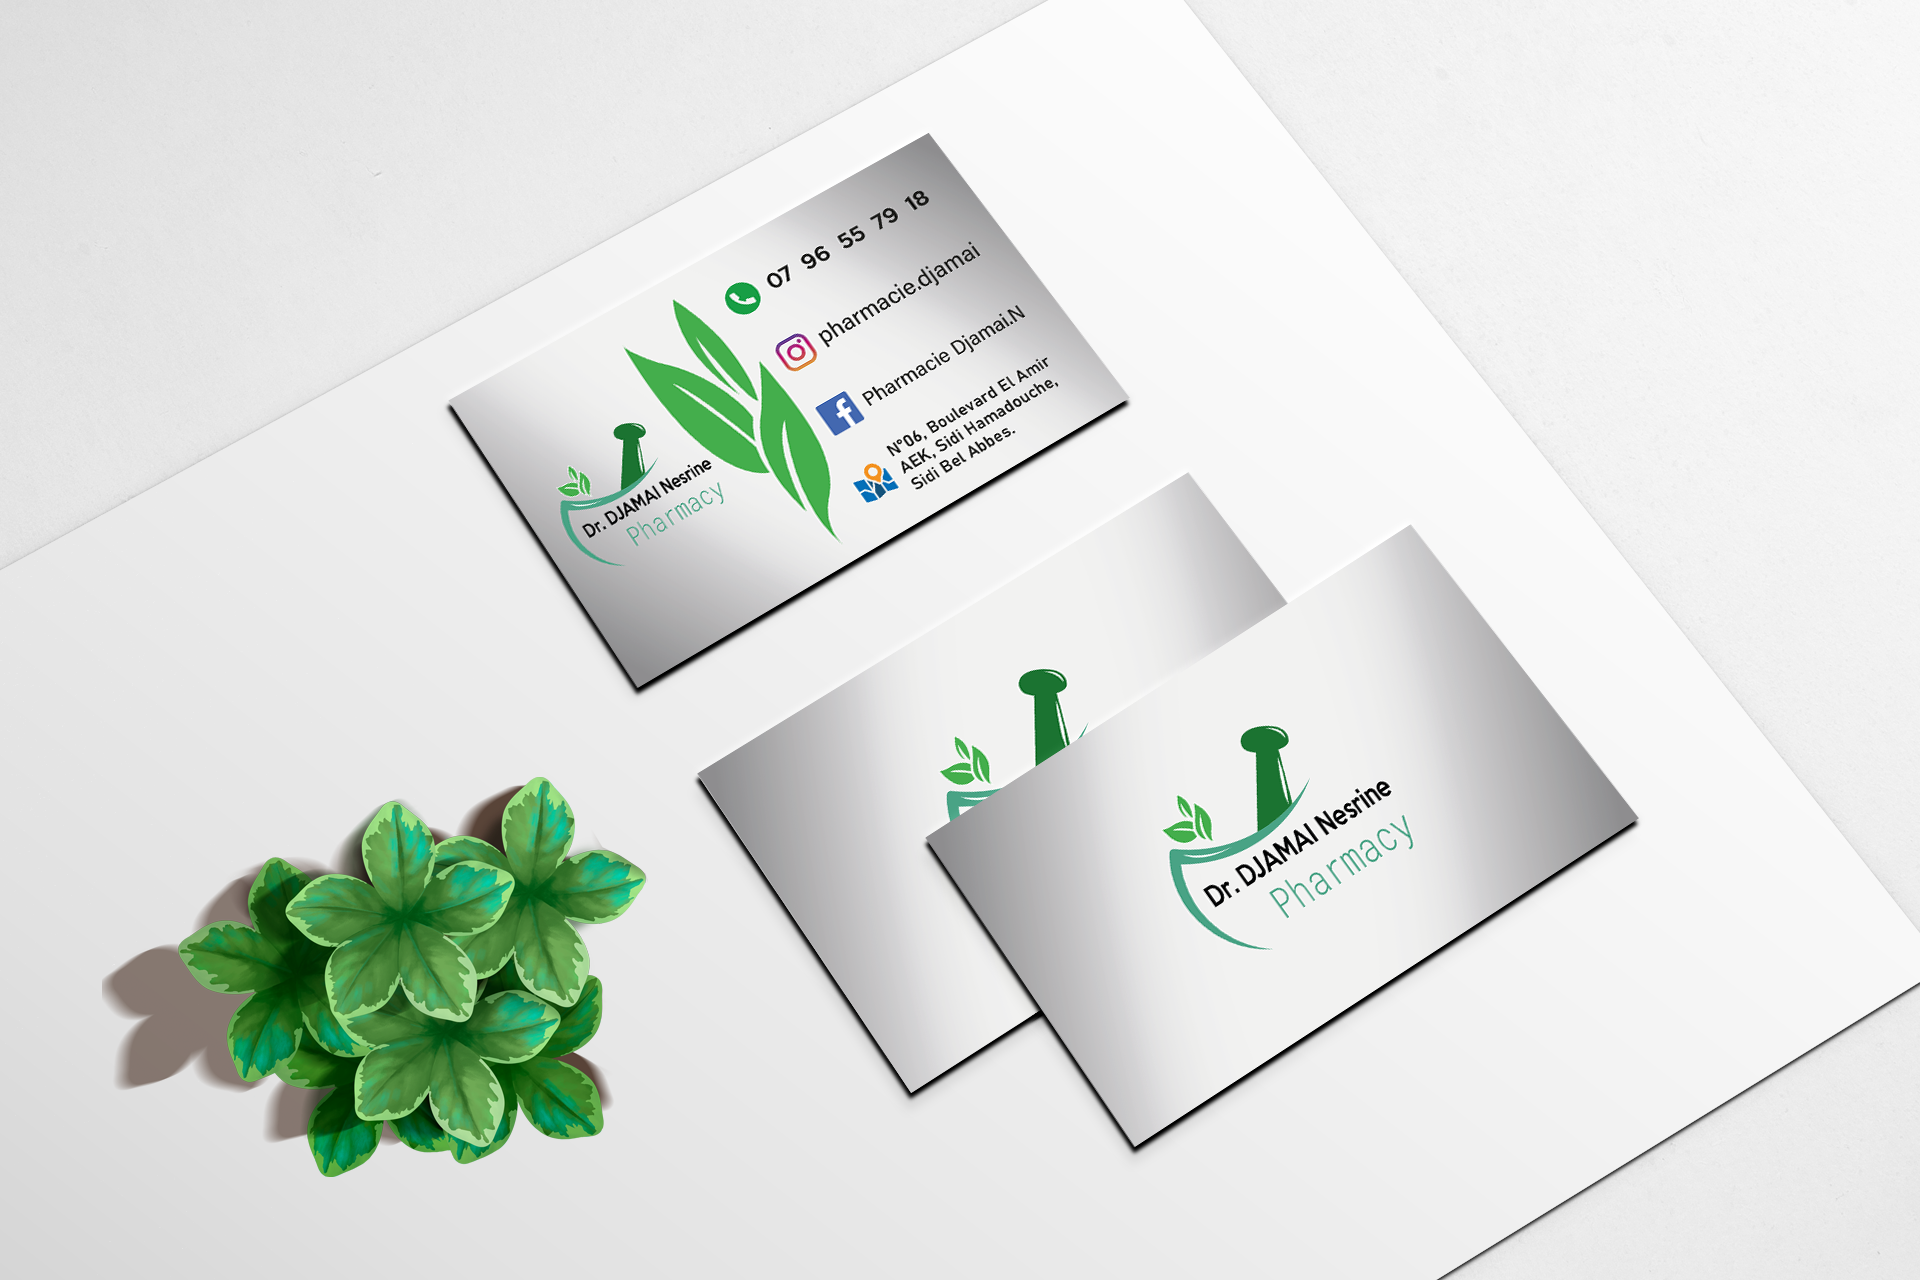 07 96 55 79 18
pharmacie.djamai
Pharmacie Djamai.N
N°06, Boulevard El Amir
AEK, Sidi Hamadouche,
Sidi Bel Abbes.
Dr. DJAMAI Nesrine
Pharmacy
Dr. DJAMAI Nesrine
Pharmacy